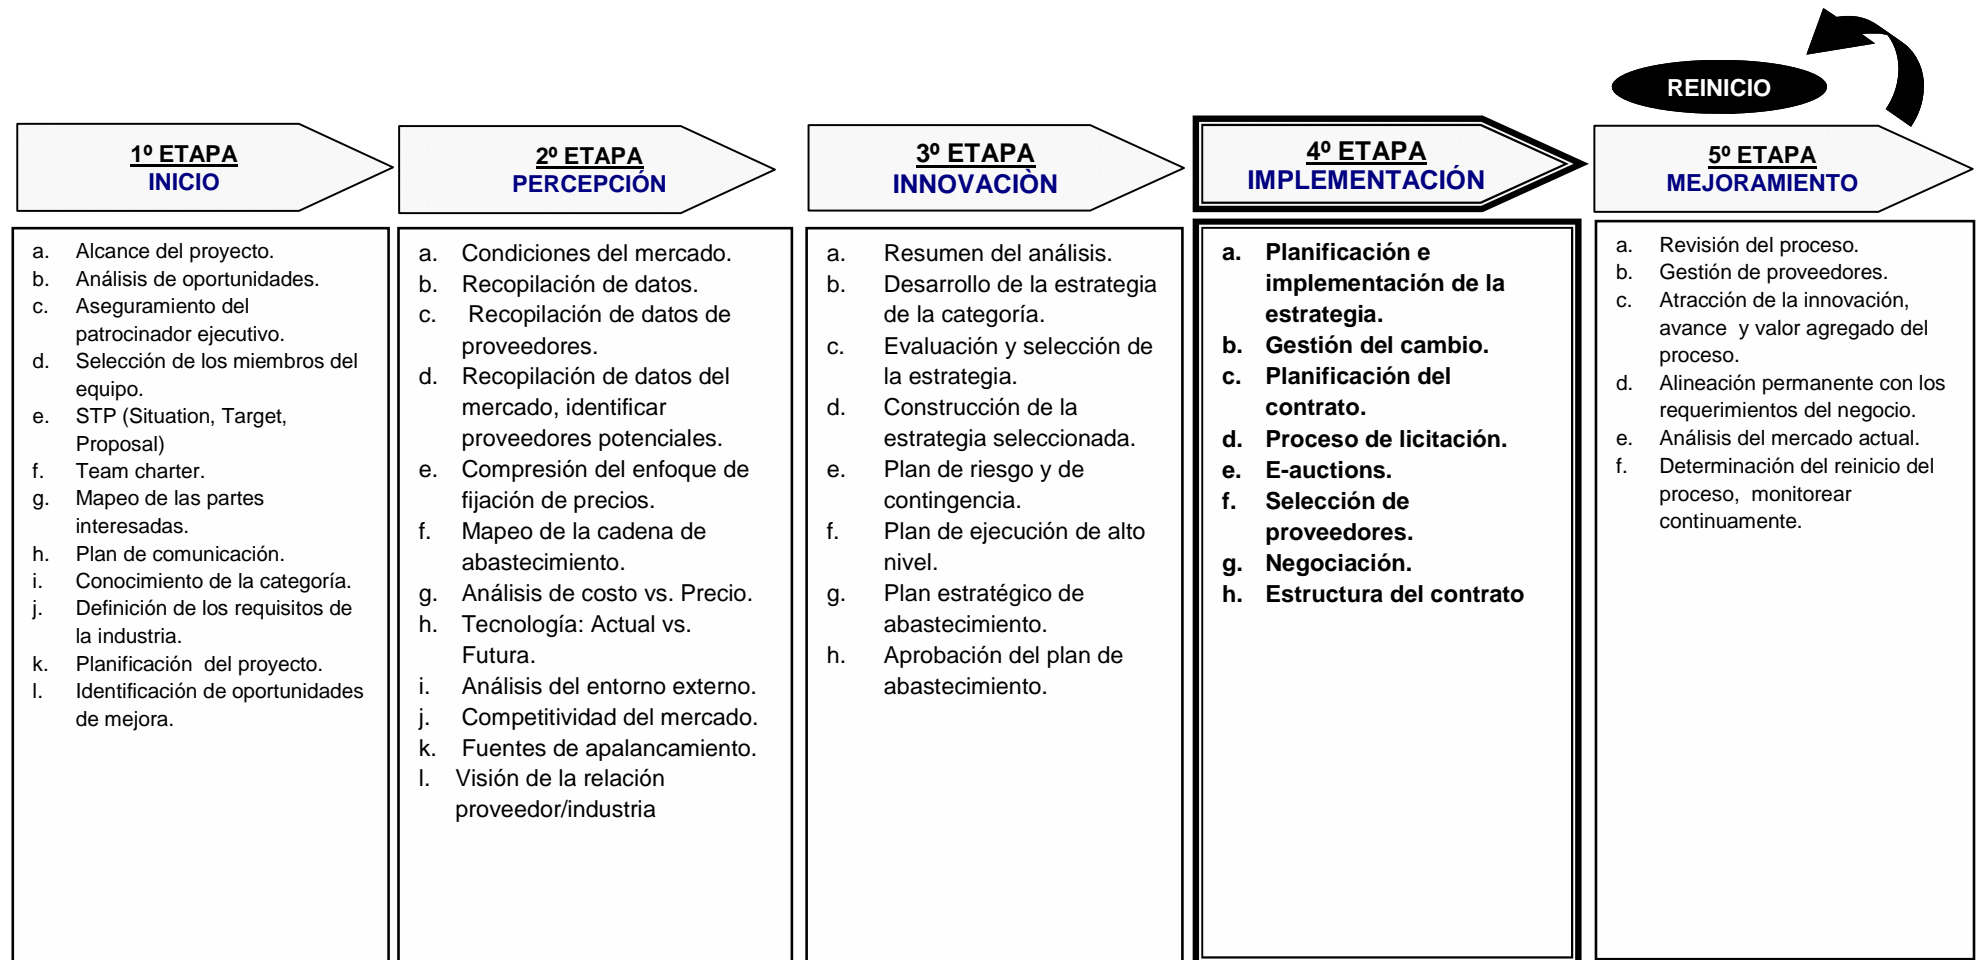 REINICIO
1º ETAPA
INICIO
a. Alcance del proyecto.
b. Análisis de oportunidades.
c. Aseguramiento del
patrocinador ejecutivo.
d. Selección de los miembros del
equipo.
e. STP (Situation, Target,
Proposal)
f. Team charter.
g. Mapeo de las partes
interesadas.
h. Plan de comunicación.
i. Conocimiento de la categoría.
j. Definición de los requisitos de
la industria.
k. Planificación del proyecto.
l. Identificación de oportunidades
de mejora.
2º ETAPA
PERCEPCIÓN
a. Condiciones del mercado.
b. Recopilación de datos.
c. Recopilación de datos de
proveedores.
d. Recopilación de datos del
mercado, identificar
proveedores potenciales.
e. Compresión del enfoque de
fijación de precios.
f. Mapeo de la cadena de
abastecimiento.
g. Análisis de costo vs. Precio.
h. Tecnología: Actual vs.
Futura.
i. Análisis del entorno externo.
j. Competitividad del mercado.
k. Fuentes de apalancamiento.
l. Visión de la relación
proveedor/industria
3º ETAPA
INNOVACIÒN
a. Resumen del análisis.
b. Desarrollo de la estrategia
de la categoría.
c. Evaluación y selección de
la estrategia.
d. Construcción de la
estrategia seleccionada.
e. Plan de riesgo y de
contingencia.
f. Plan de ejecución de alto
nivel.
g. Plan estratégico de
abastecimiento.
h. Aprobación del plan de
abastecimiento.
4º ETAPA
IMPLEMENTACIÓN
a. Planificación e
implementación de la
estrategia.
b. Gestión del cambio.
c. Planificación del
contrato.
d. Proceso de licitación.
e. E-auctions.
f. Selección de
proveedores.
g. Negociación.
h. Estructura del contrato
5º ETAPA
MEJORAMIENTO
a. Revisión del proceso.
b. Gestión de proveedores.
c. Atracción de la innovación,
avance y valor agregado del
proceso.
d. Alineación permanente con los
requerimientos del negocio.
e. Análisis del mercado actual.
f. Determinación del reinicio del
proceso, monitorear
continuamente.